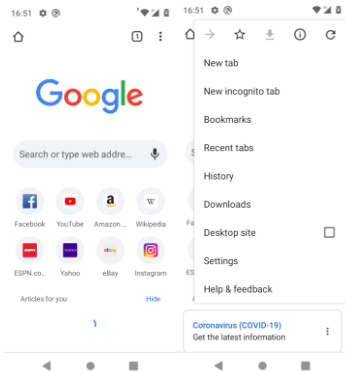 16:51
1
Google
Search or type web addre...
Facebook
YouTube
Amazon....
Wikipedia
ESPN.co...
Yahoo
eBay
Instagram
Articles for you
Hide
16:51
New tab
New incognito tab
Bookmarks
Recent tabs
History
Downloads
Desktop site
Settings
Help & feedback
Coronavirus (COVID-19)
Get the latest information